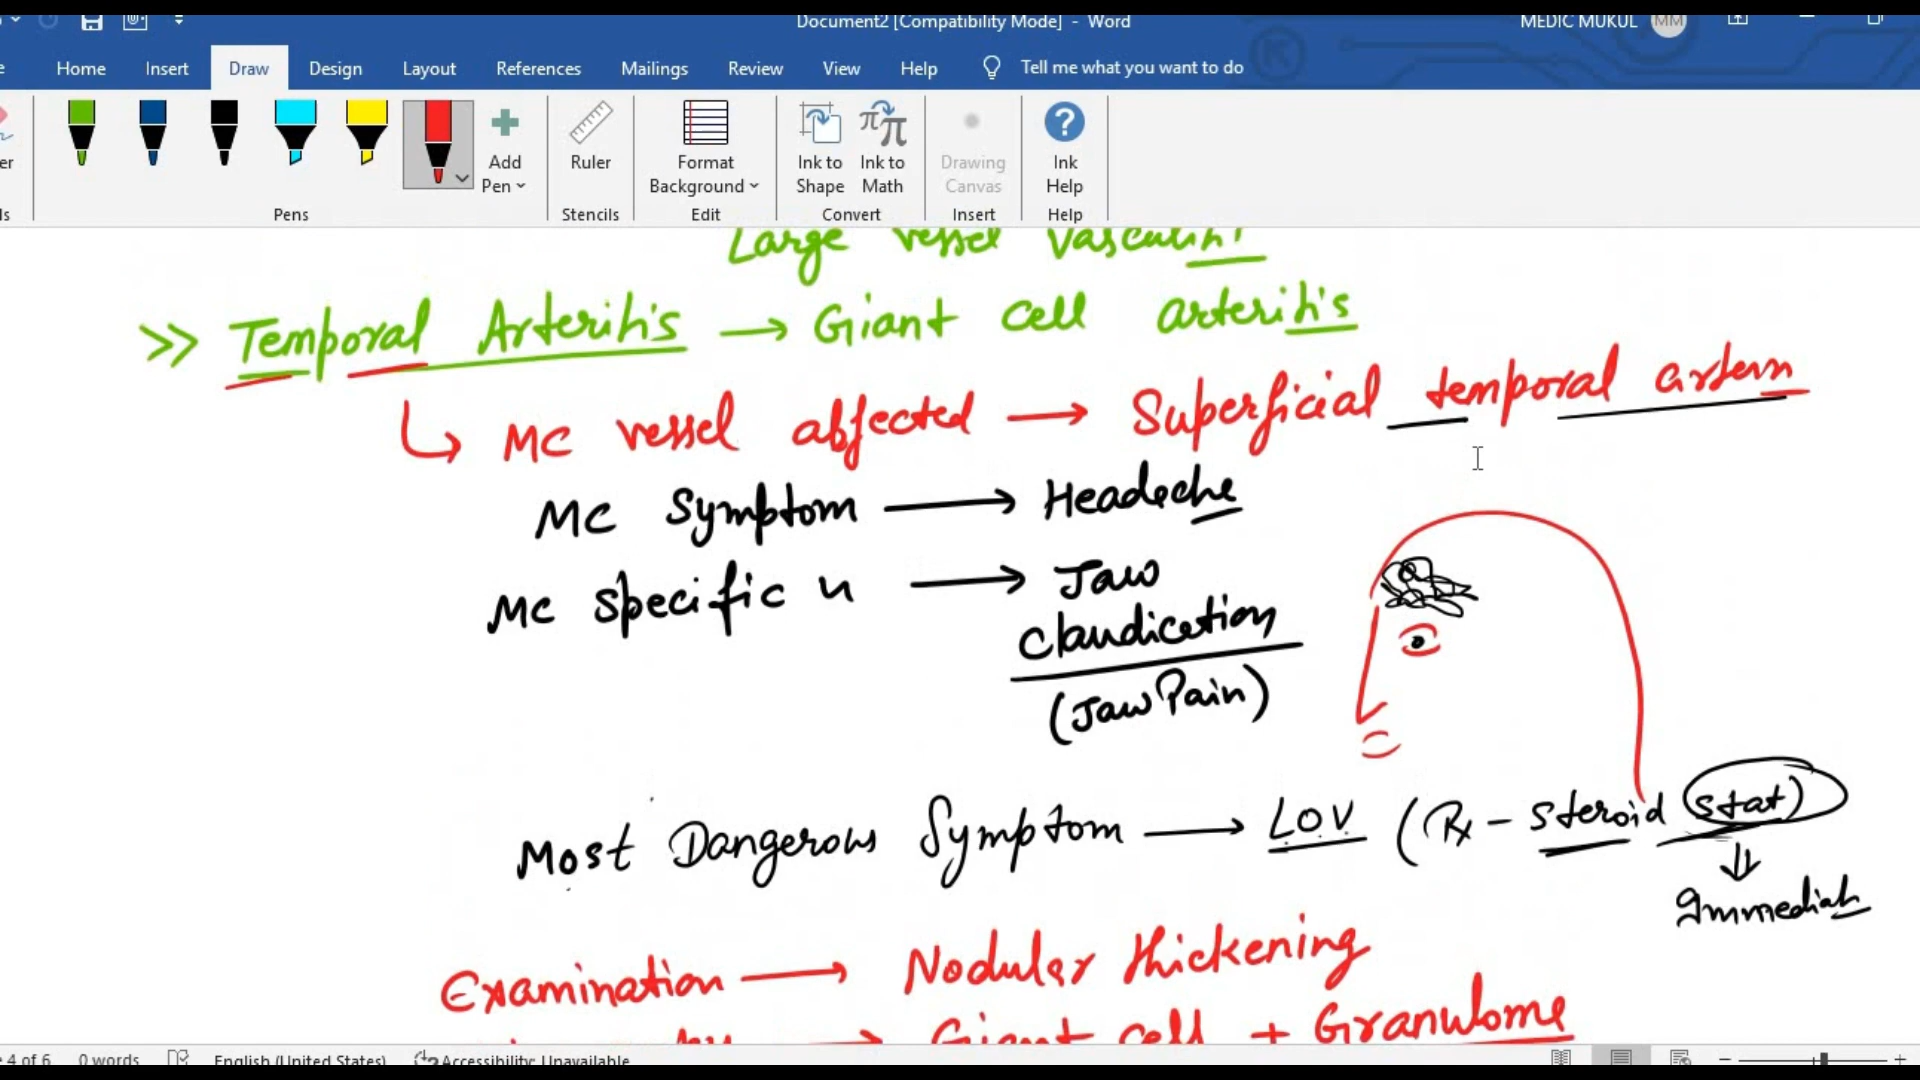 Document2 [Compatibility Mode] - Word
MEDIC MUKUL
MM
Home Insert Draw Design Layout References Mailings Review View Help Tell me what you want to do
Add Pen
Ruler
Format Background
Ink to Shape
Ink to Math
Drawing Canvas
Ink Help
Pens Stencils Edit Convert Insert Help
Large vessel
>> Temporal Arteritis → Giant cell arteritis
↳ MC vessel affected → Superficial temporal
MC Symptom → Headache
MC specific u → Jaw
claudication
(Jaw Pain)
Most Dangerous Symptom → L.O.V. (Rx - steroid stat)
⇓
Examination → Nodular thickening
→ Giant cell + Granuloma
4 of 6 0 words English (United States) Accessibility: Unavailable